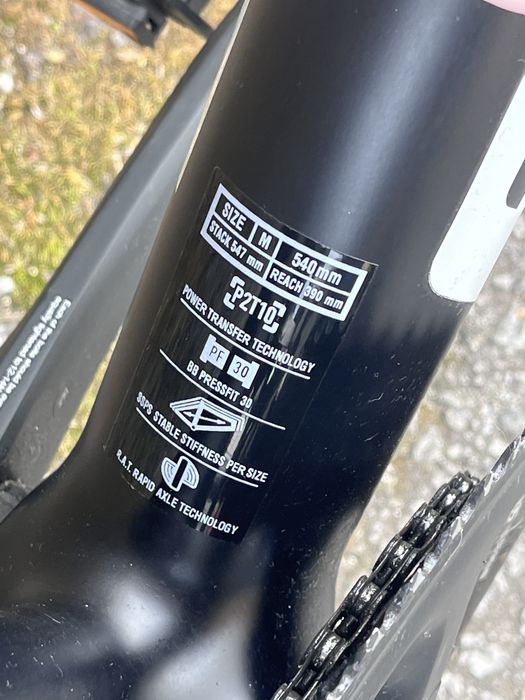 SIZE M 540mm
STACK 547 mm REACH 390 mm
P2T10
POWER TRANSFER TECHNOLOGY
PF 30
BB PRESSFIT 30
SSPS STABLE STIFFNESS PER SIZE
R.A.T. RAPID AXLE TECHNOLOGY